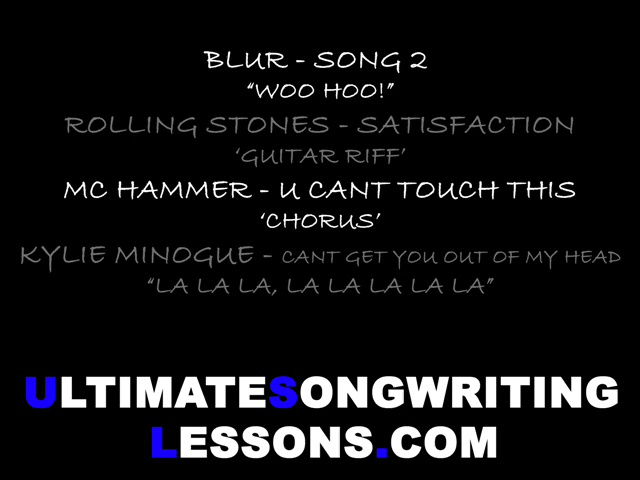 BLUR - SONG 2
"WOO HOO!"
ROLLING STONES - SATISFACTION
'GUITAR RIFF'
MC HAMMER - U CANT TOUCH THIS
'CHORUS'
KYLIE MINOGUE - CANT GET YOU OUT OF MY HEAD
"LA LA LA, LA LA LA LA LA"
ULTIMATESONGWRITING
LESSONS.COM